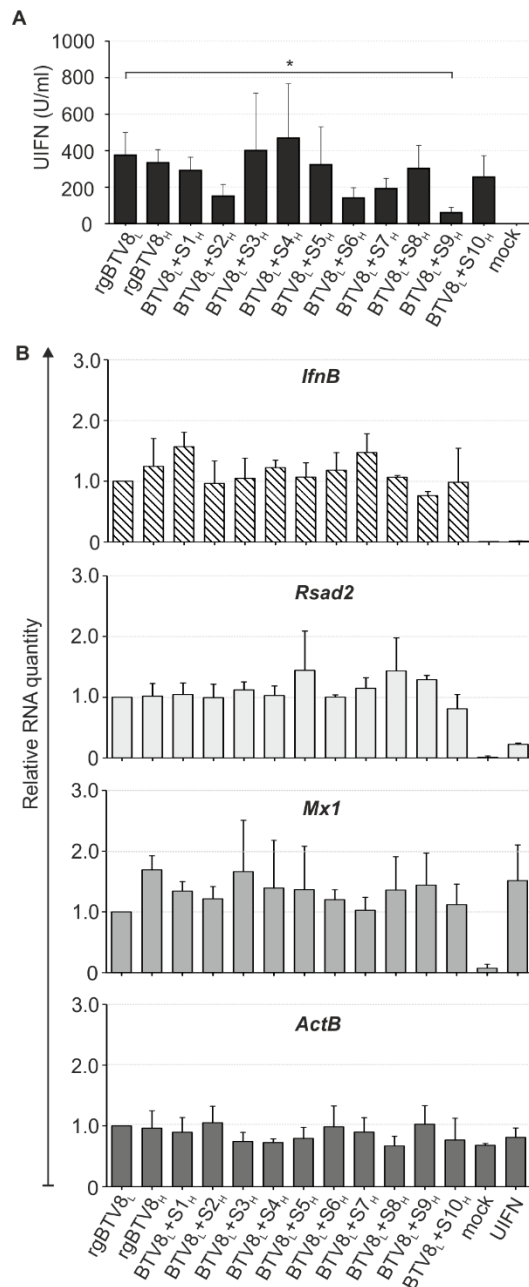 A
UIFN (U/ml)
1000
800
600
400
200
0
*
rgBTV8L
rgBTV8H
BTV8L+S1H
BTV8L+S2H
BTV8L+S3H
BTV8L+S4H
BTV8L+S5H
BTV8L+S6H
BTV8L+S7H
BTV8L+S8H
BTV8L+S9H
BTV8L+S10H
mock
B
Relative RNA quantity
IfnB
3.0
2.0
1.0
0
Rsad2
3.0
2.0
1.0
0
Mx1
3.0
2.0
1.0
0
ActB
3.0
2.0
1.0
0.0
rgBTV8L
rgBTV8H
BTV8L+S1H
BTV8L+S2H
BTV8L+S3H
BTV8L+S4H
BTV8L+S5H
BTV8L+S6H
BTV8L+S7H
BTV8L+S8H
BTV8L+S9H
BTV8L+S10H
mock
UIFN